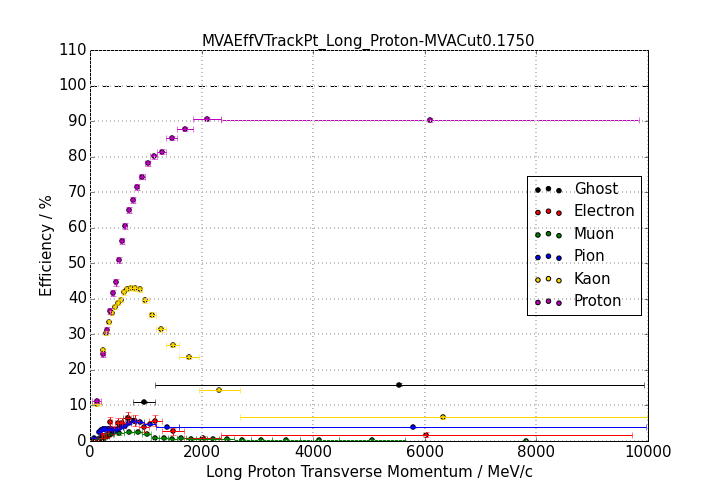 MVAEffVTrackPt_Long_Proton-MVACut0.1750
110
100
90
80
70
60
50
40
30
20
10
0
Efficiency / %
Ghost
Electron
Muon
Pion
Kaon
Proton
0 2000 4000 6000 8000 10000
Long Proton Transverse Momentum / MeV/c